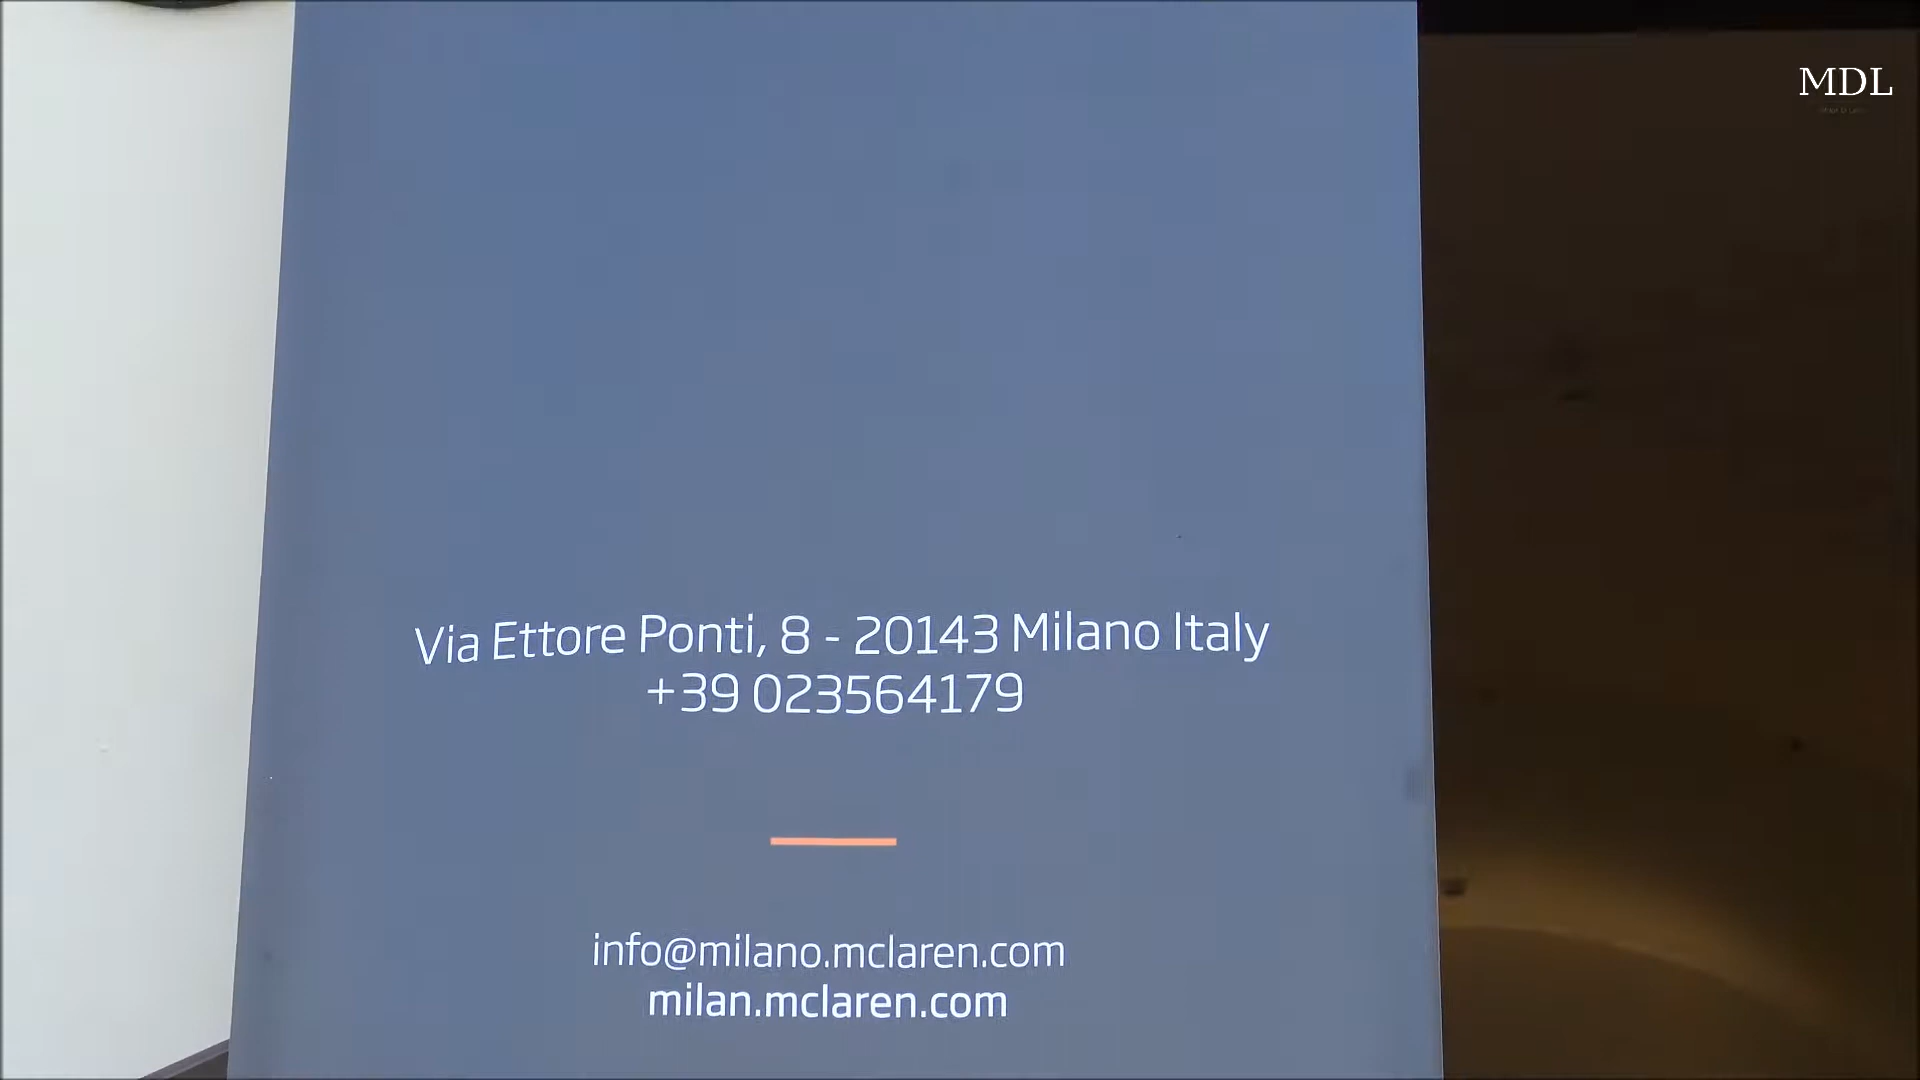 MDL
Via Ettore Ponti, 8 - 20143 Milano Italy
+39 023564179
info@milano.mclaren.com
milan.mclaren.com